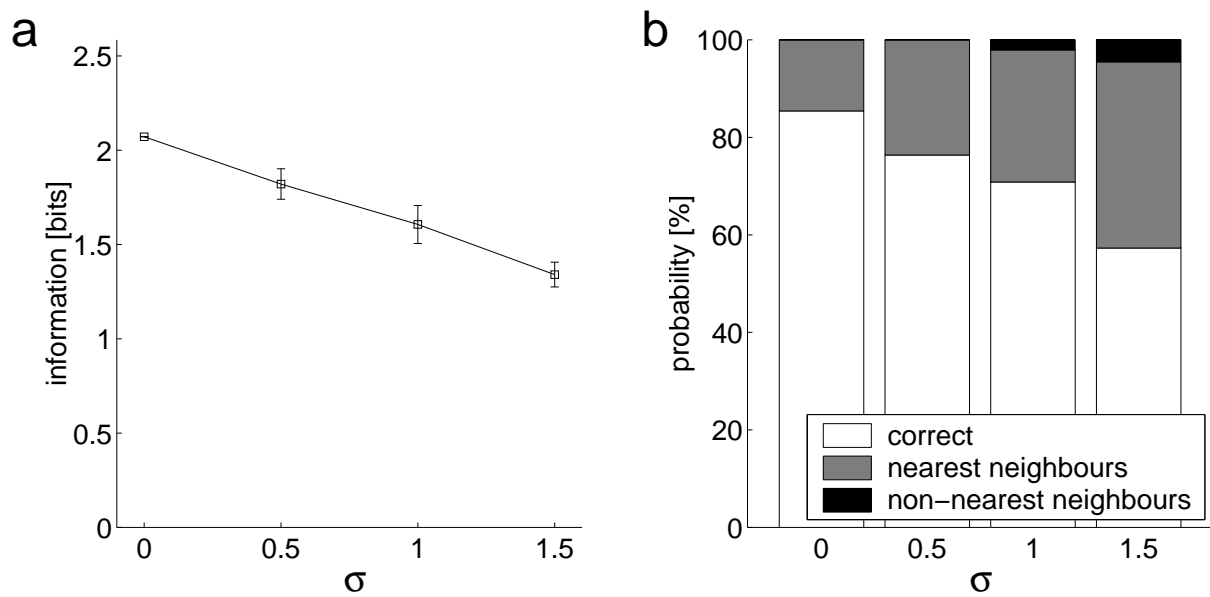 a
2.5
2
1.5
1
0.5
0
information [bits]
0 0.5 1 1.5
σ
b
100
80
60
40
20
0
probability [%]
correct
nearest neighbours
non−nearest neighbours
0 0.5 1 1.5
σ